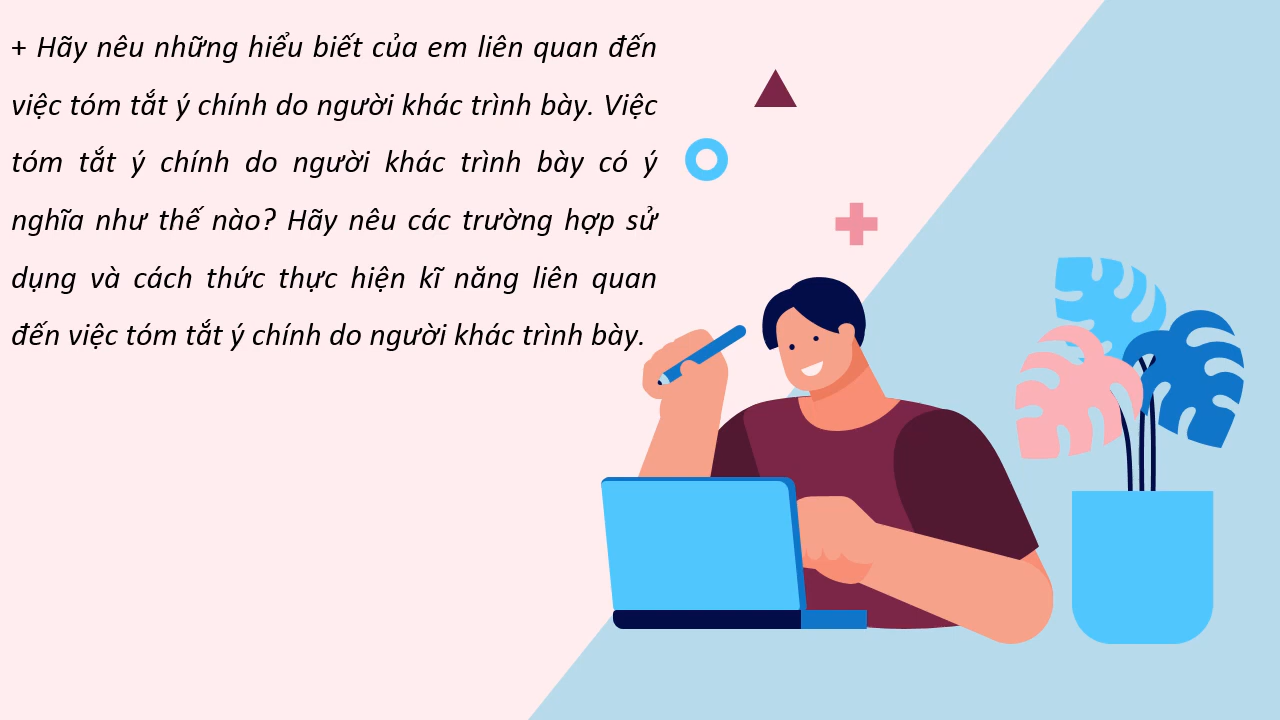 + Hãy nêu những hiểu biết của em liên quan đến
việc tóm tắt ý chính do người khác trình bày. Việc
tóm tắt ý chính do người khác trình bày có ý
nghĩa như thế nào? Hãy nêu các trường hợp sử
dụng và cách thức thực hiện kĩ năng liên quan
đến việc tóm tắt ý chính do người khác trình bày.